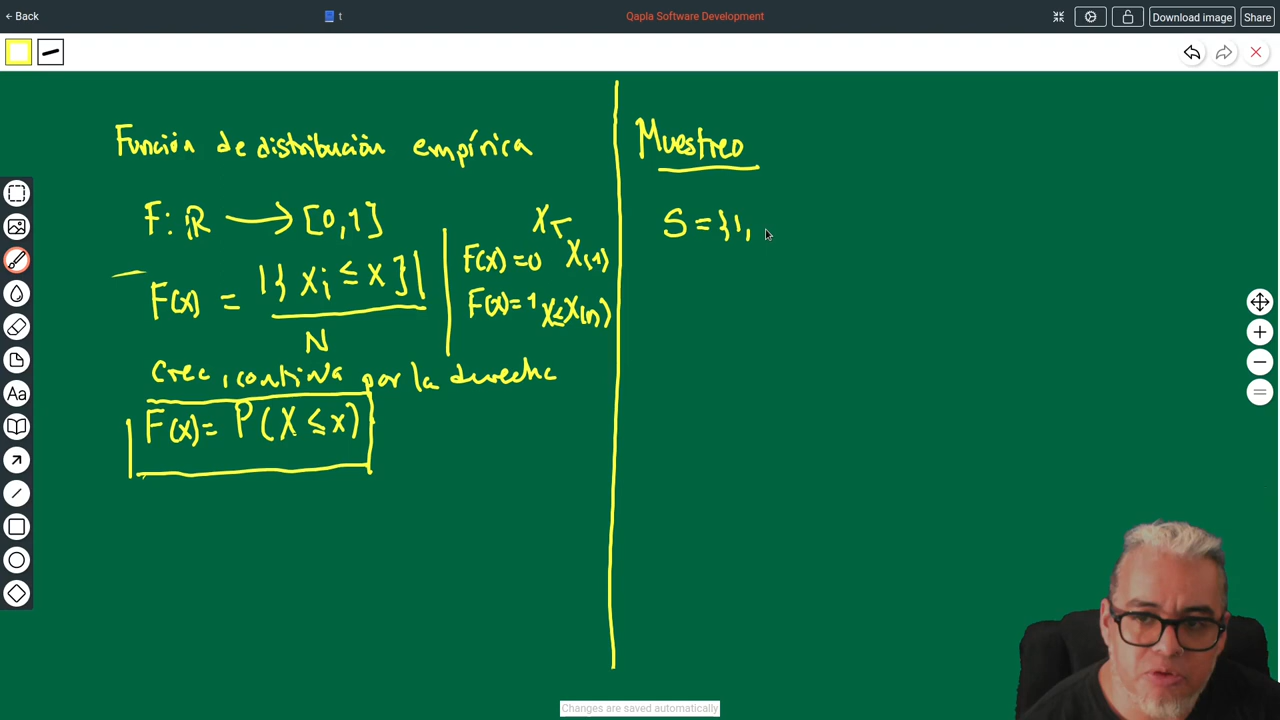 Back
t
Qapla Software Development
Download image
Share
Aa
Función de distribución empírica
F: ℝ → [0,1]
F(x) = |{ xi ≤ x }| / N
X <
F(x) = 0 X(1)
F(x) = 1 X ≤ X(n)
Crec, continua por la derecha
F(x) = P(X ≤ x)
Muestreo
S = {1,
Changes are saved automatically